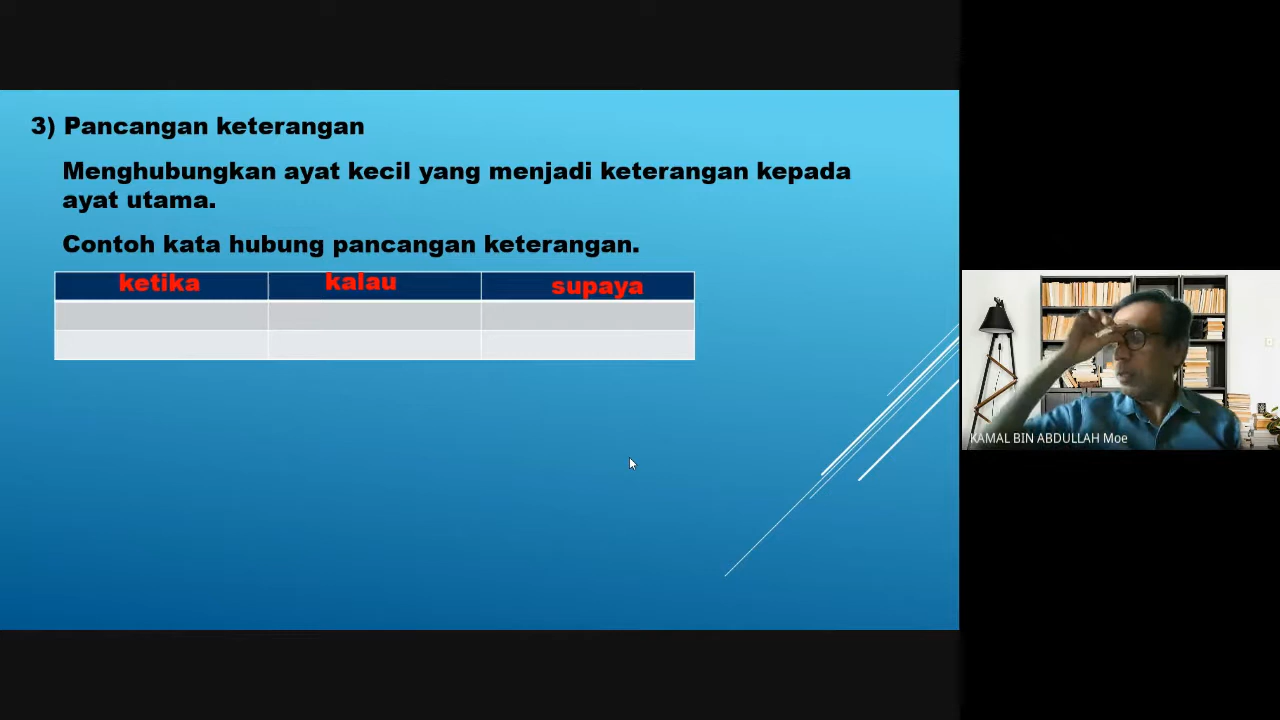 3) Pancangan keterangan
Menghubungkan ayat kecil yang menjadi keterangan kepada
ayat utama.
Contoh kata hubung pancangan keterangan.
ketika kalau supaya
KAMAL BIN ABDULLAH Moe